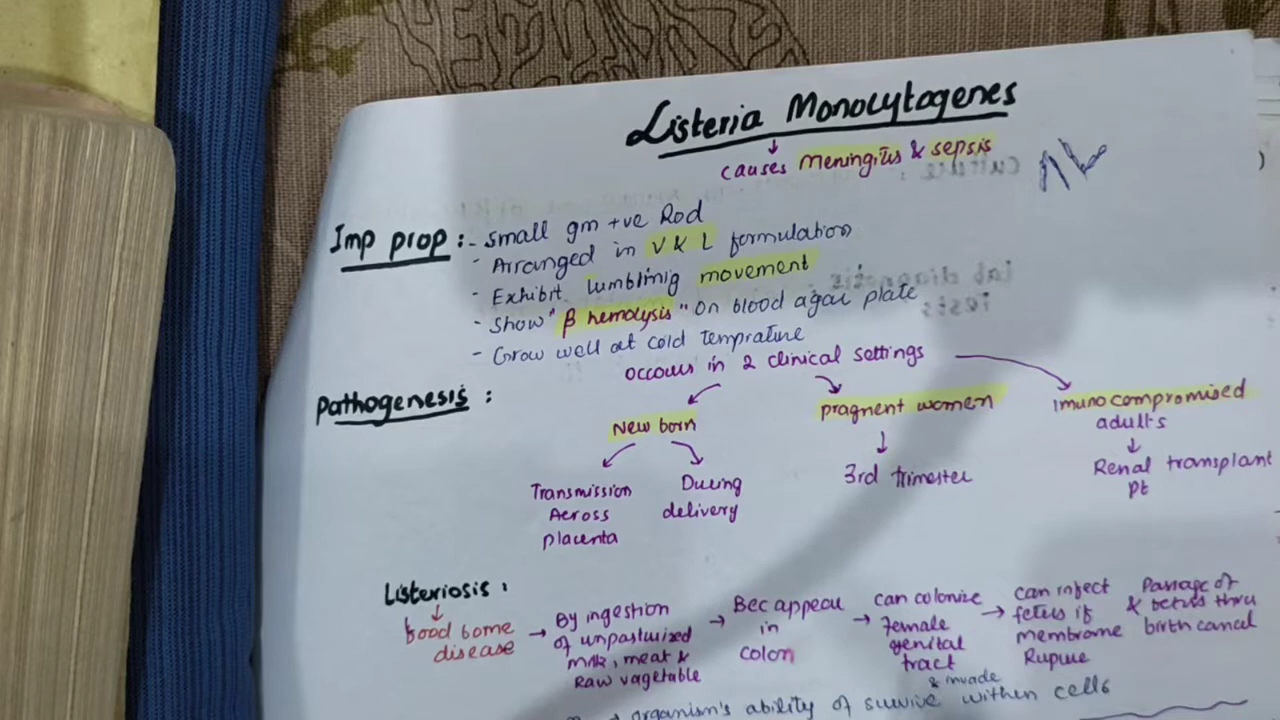 Listeria Monocytogenes
↓
causes Meningitis & sepsis
Imp prop :- small gm +ve Rod
- Arranged in V & L formulation
- Exhibit tumbling movement
- Show "β hemolysis" on blood agar plate
- Grow well at cold temprature
Pathogenesis :
occours in 2 clinical settings
New born
Transmission
Across
placenta
During
delivery
pragnent women
↓
3rd trimester
Imunocompromised
adults
↓
Renal transplant
pt
Listeriosis :
↓
food borne
disease
→ By ingestion
of unpasturized
milk, meat &
Raw vagetable
→ Bec appear
in
colon
→ can colonize
female
genital
tract
→ can infect
fetus if
membrane
Rupure
& Passage of
fetus thru
birth canal
→ organism's ability of survive & invade within cells